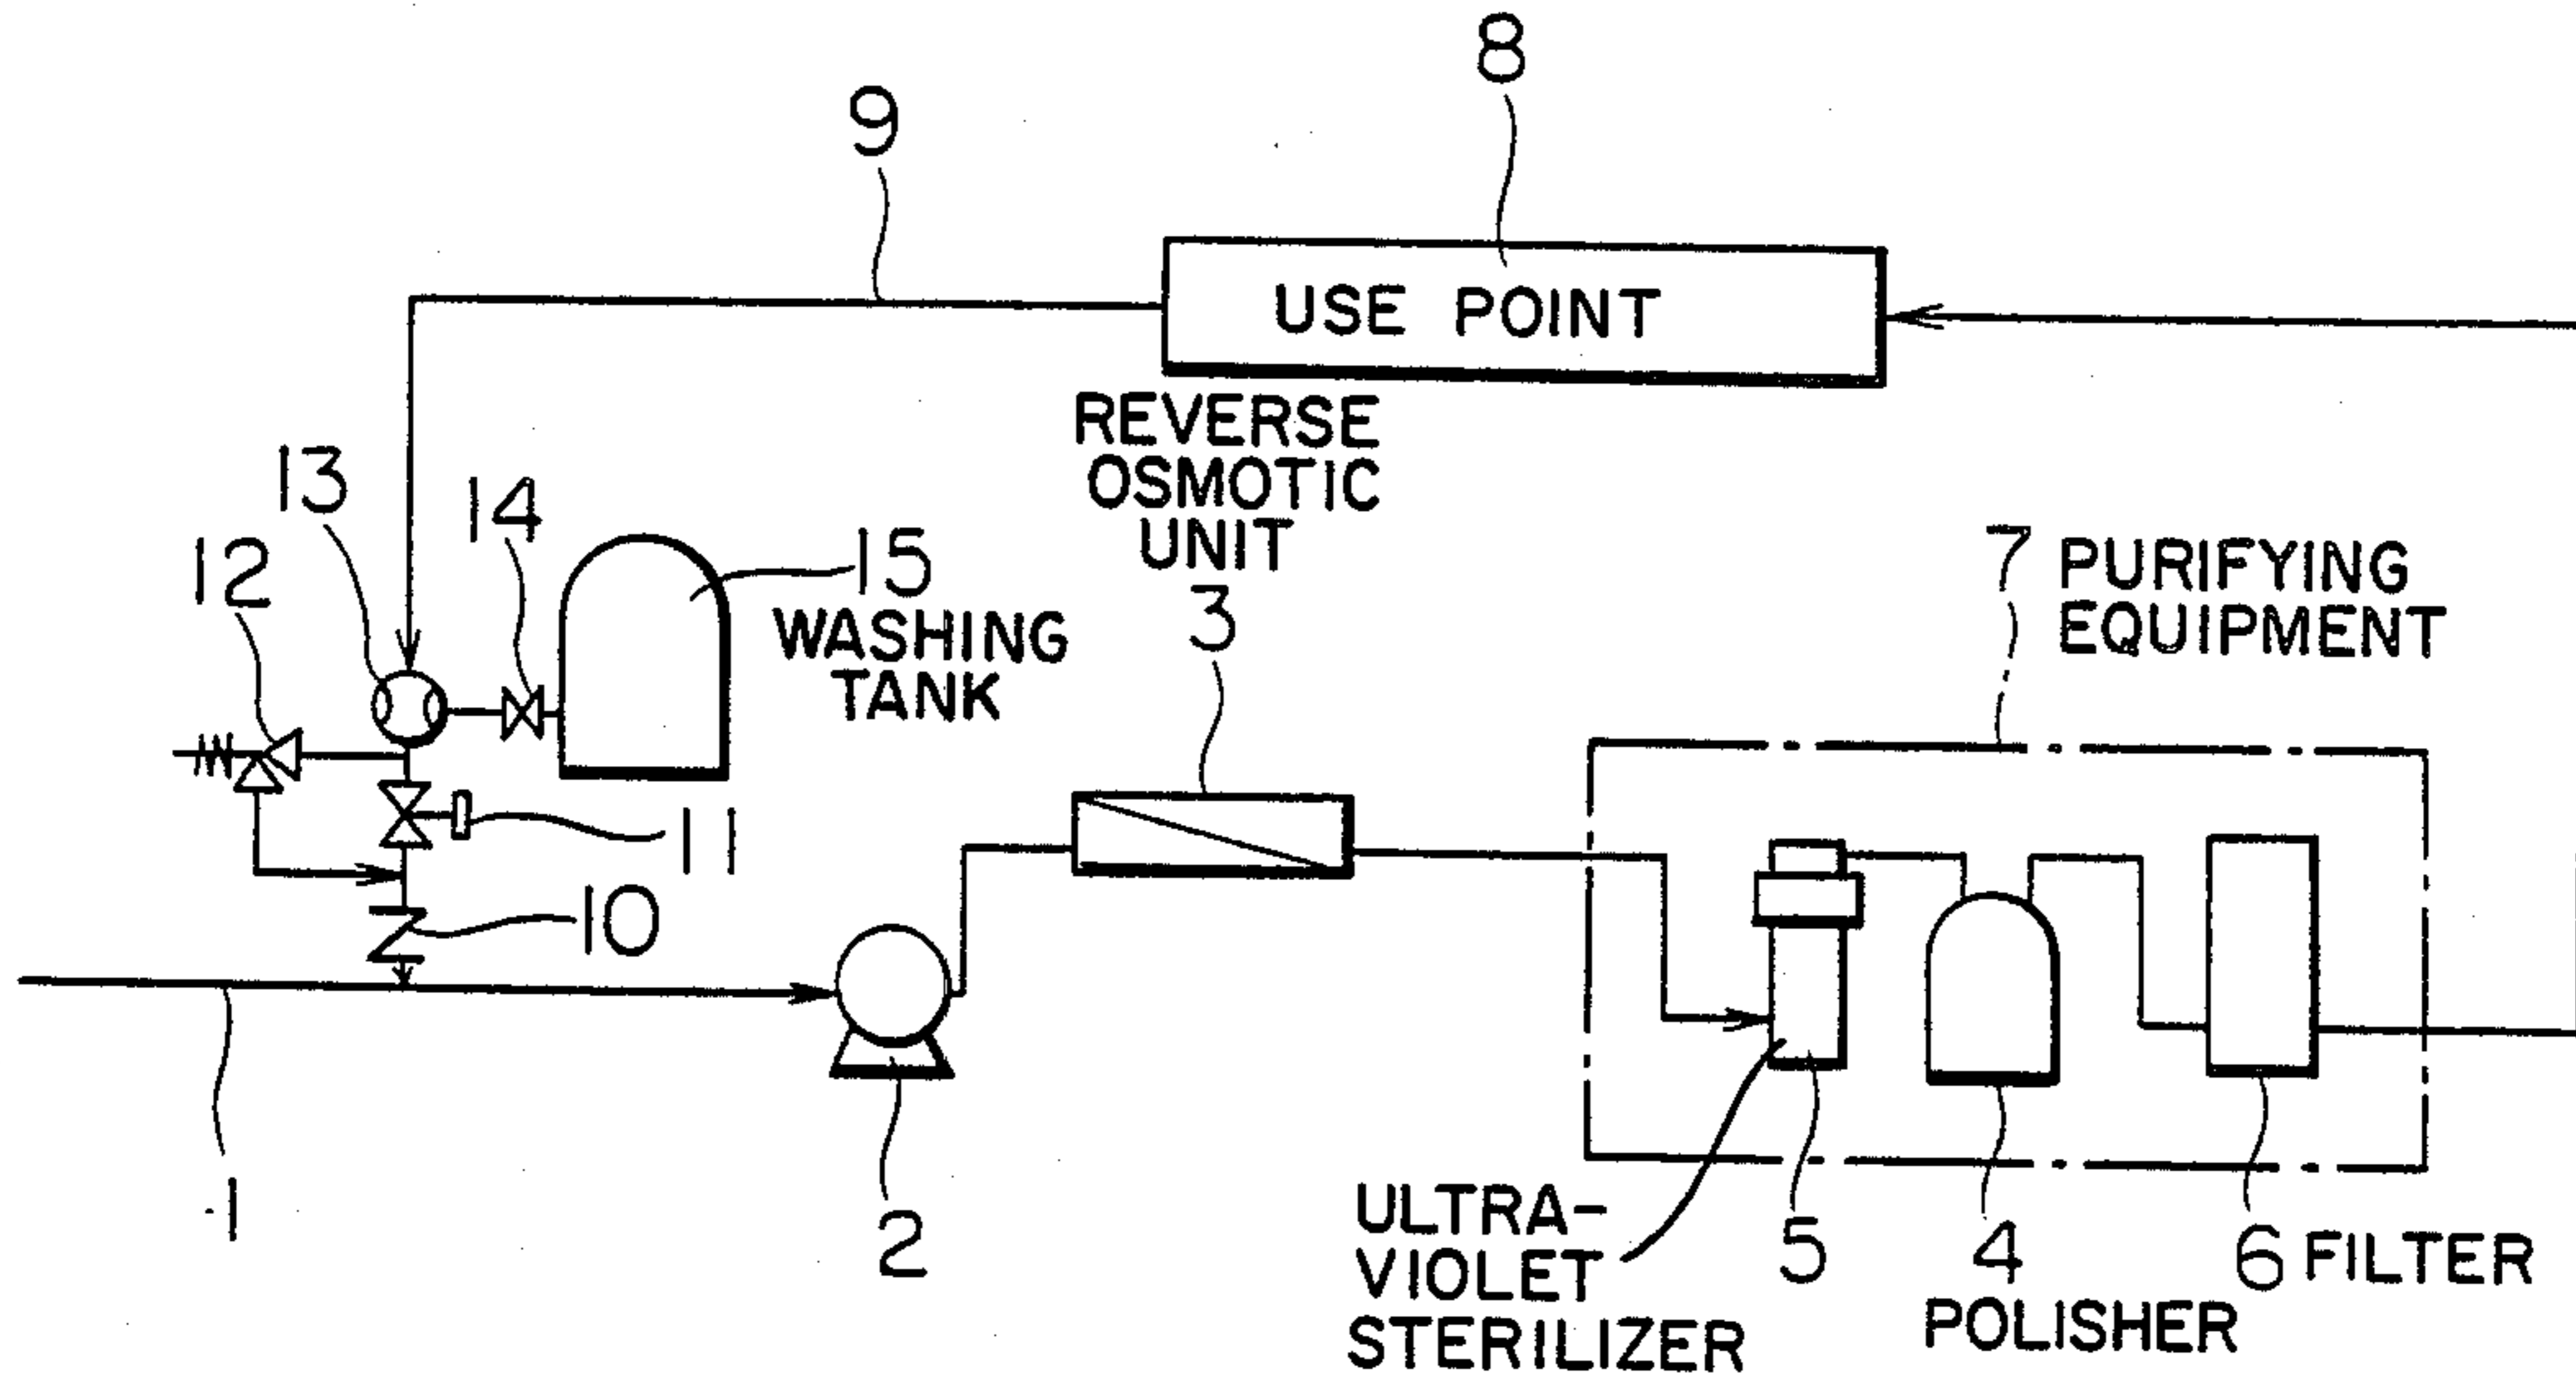 8
9
USE POINT
REVERSE
OSMOTIC
UNIT
3
13
14
12
15
WASHING
TANK
7 PURIFYING
EQUIPMENT
11
10
1
2
ULTRA-
VIOLET
STERILIZER
5
4
POLISHER
6 FILTER